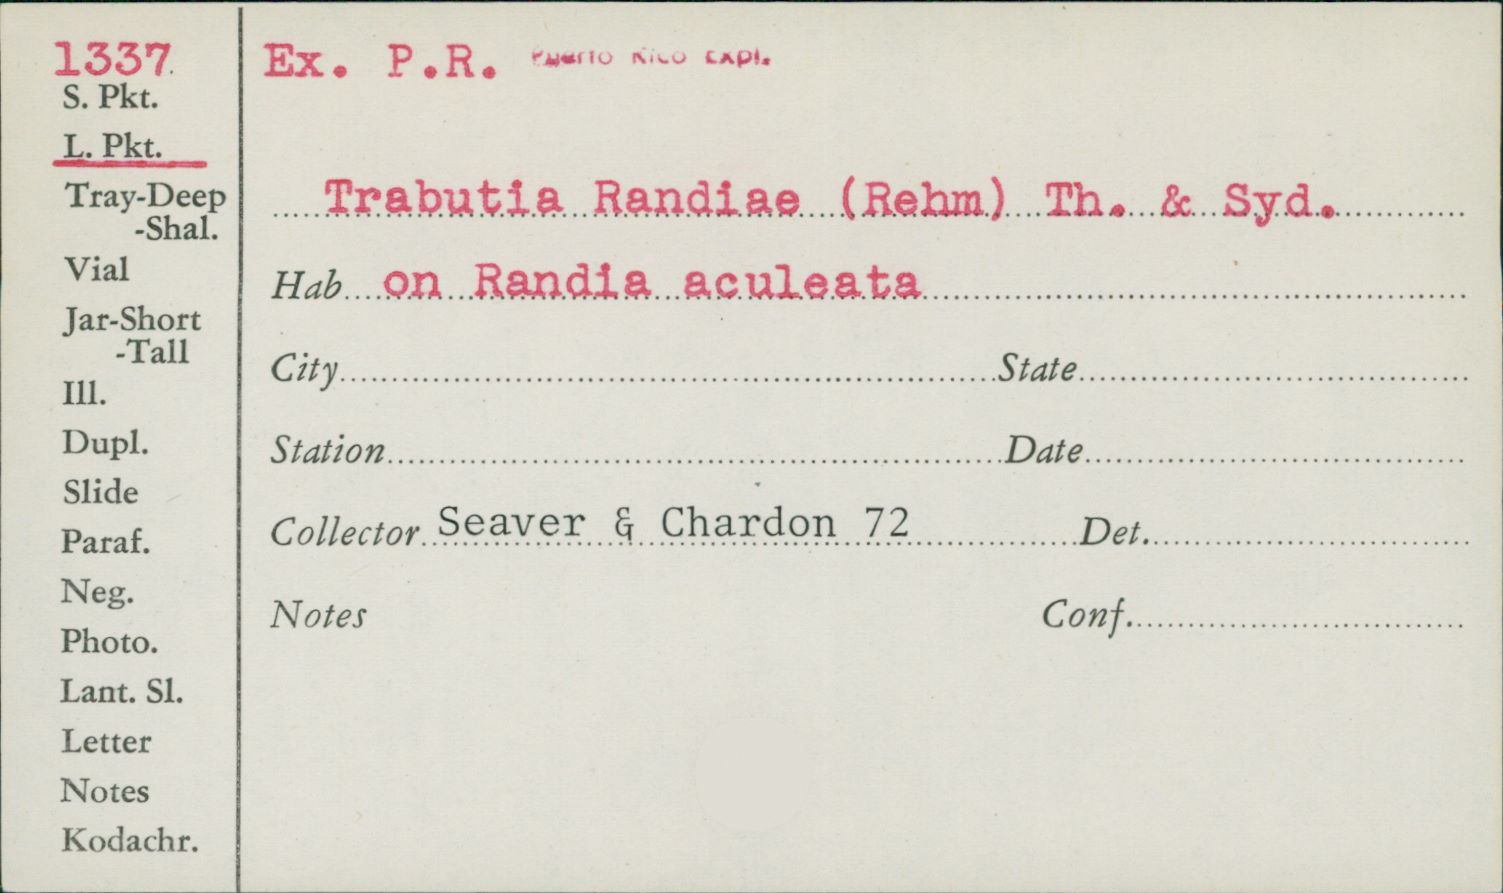 1337
S. Pkt.
L. Pkt.
Tray-Deep
-Shal.
Vial
Jar-Short
-Tall
Ill.
Dupl.
Slide
Paraf.
Neg.
Photo.
Lant. Sl.
Letter
Notes
Kodachr.
Ex. P.R. Puerto Rico Expl.
Trabutia Randiae (Rehm) Th. & Syd.
Hab on Randia aculeata
City State
Station Date
Collector Seaver & Chardon 72 Det.
Notes Conf.